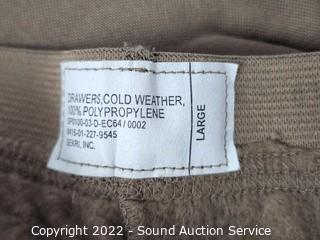 DRAWERS, COLD WEATHER,
100% POLYPROPYLENE
SP0100-03-D-EC64/0002
8415-01-227-9545
SEKRI, INC.
LARGE
Copyright 2022 - Sound Auction Service